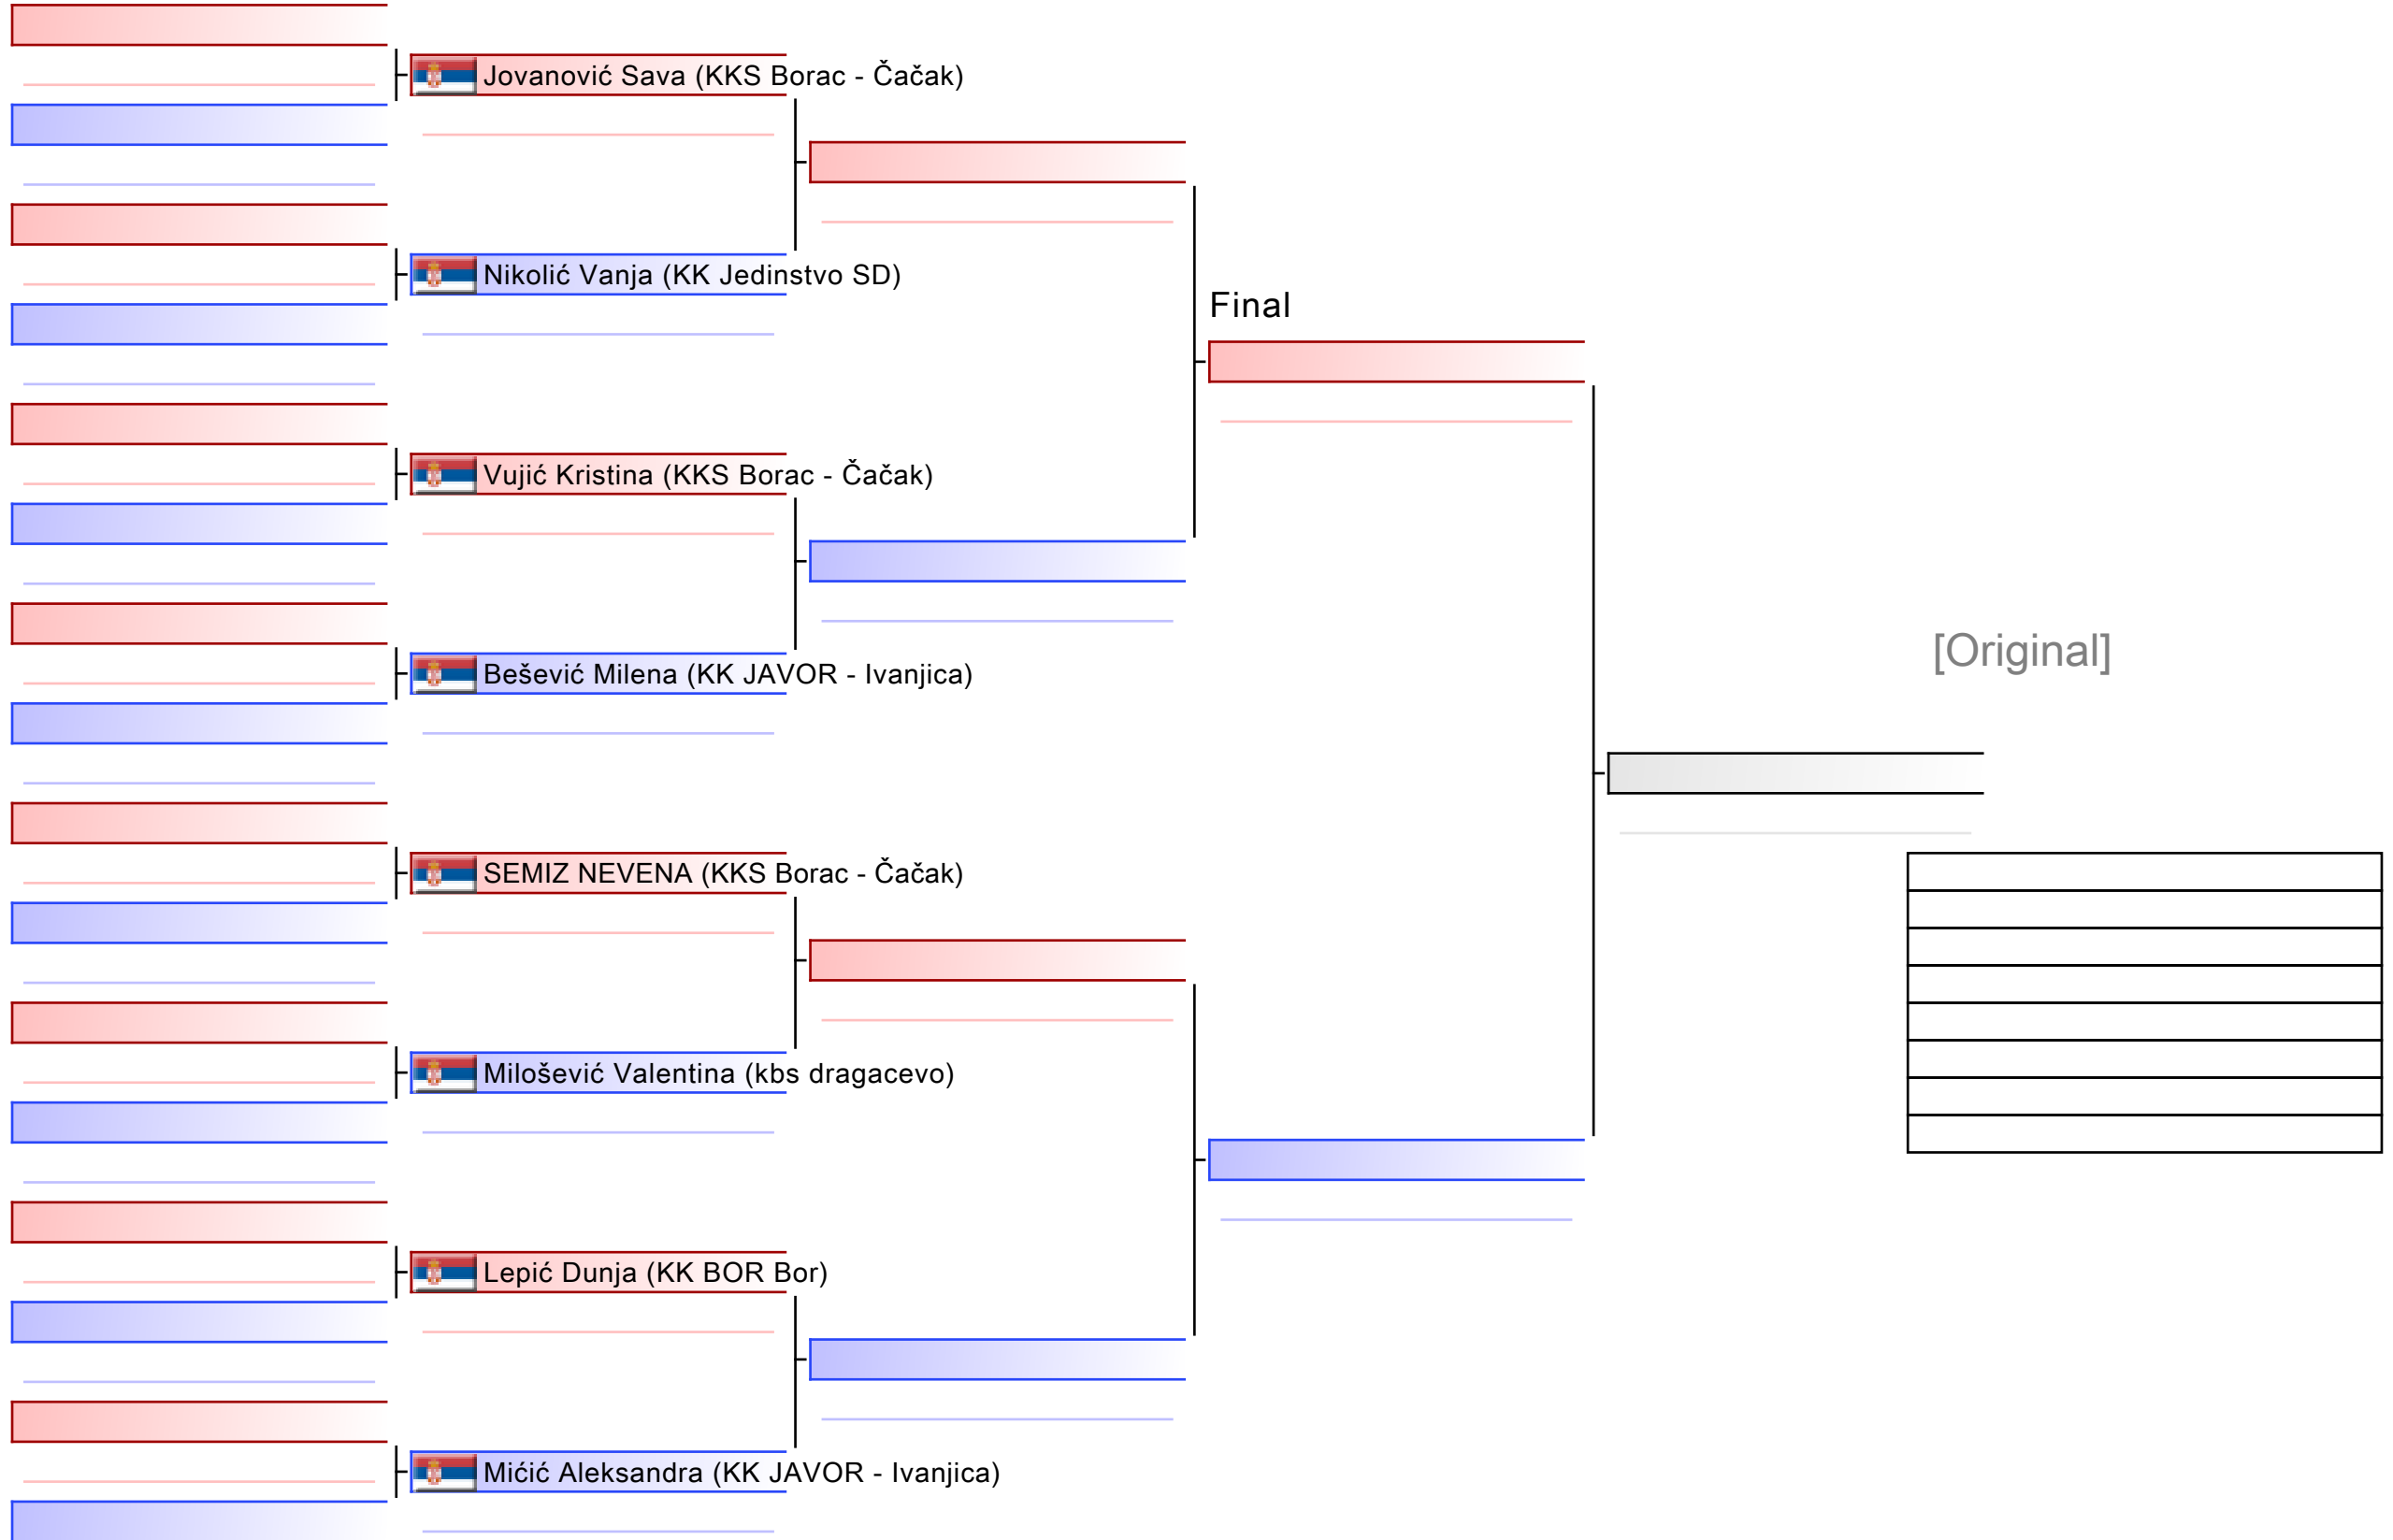 Jovanović Sava (KKS Borac - Čačak)
Nikolić Vanja (KK Jedinstvo SD)
Final
Vujić Kristina (KKS Borac - Čačak)
[Original]
Bešević Milena (KK JAVOR - Ivanjica)
SEMIZ NEVENA (KKS Borac - Čačak)
Milošević Valentina (kbs dragacevo)
Lepić Dunja (KK BOR Bor)
Mićić Aleksandra (KK JAVOR - Ivanjica)